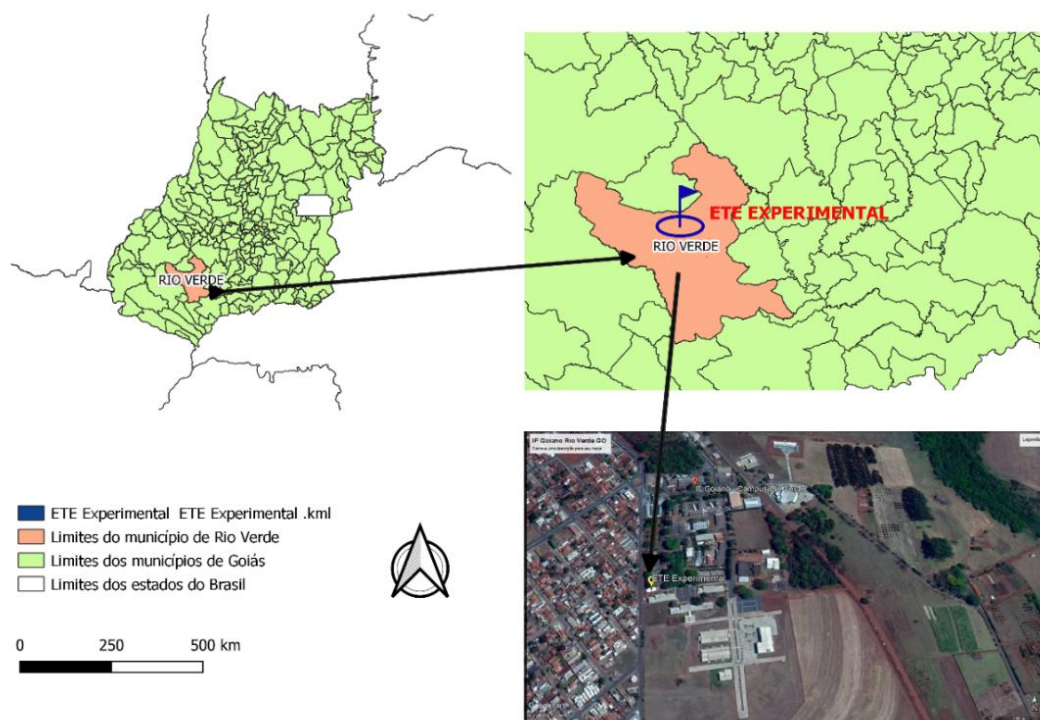 RIO VERDE
ETE EXPERIMENTAL
RIO VERDE
IF Goiano Rio Verde GO
ETE Experimental
ETE Experimental ETE Experimental .kml
Limites do município de Rio Verde
Limites dos municípios de Goiás
Limites dos estados do Brasil
0 250 500 km